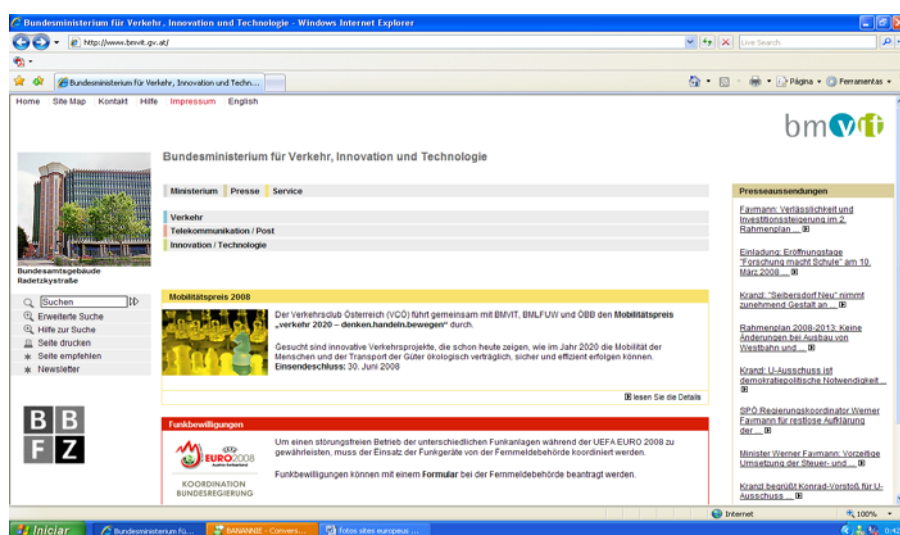 Bundesministerium für Verkehr, Innovation und Technologie - Windows Internet Explorer
http://www.bmvit.gv.at/
Live Search
Bundesministerium für Verkehr, Innovation und Techn...
Página
Ferramentas
Home Site Map Kontakt Hilfe Impressum English
bmvit
Bundesministerium für Verkehr, Innovation und Technologie
Ministerium Presse Service
Verkehr
Telekommunikation / Post
Innovation / Technologie
Bundesamtsgebäude
Radetzkystraße
Suchen
Erweiterte Suche
Hilfe zur Suche
Seite drucken
Seite empfehlen
Newsletter
B B
F Z
Mobilitätspreis 2008
Der Verkehrsclub Österreich (VCÖ) führt gemeinsam mit BMVIT, BMLFUW und ÖBB den Mobilitätspreis
„verkehr 2020 – denken.handeln.bewegen“ durch.
Gesucht sind innovative Verkehrsprojekte, die schon heute zeigen, wie im Jahr 2020 die Mobilität der
Menschen und der Transport der Güter ökologisch verträglich, sicher und effizient erfolgen können.
Einsendeschluss: 30. Juni 2008
lesen Sie die Details
Funkbewilligungen
EURO2008
Austria-Switzerland
KOORDINATION
BUNDESREGIERUNG
Um einen störungsfreien Betrieb der unterschiedlichen Funkanlagen während der UEFA EURO 2008 zu
gewährleisten, muss der Einsatz der Funkgeräte von der Fernmeldebehörde koordiniert werden.
Funkbewilligungen können mit einem Formular bei der Fernmeldebehörde beantragt werden.
Presseaussendungen
Faymann: Verlässlichkeit und
Investitionssteigerung im 2.
Rahmenplan ...
Einladung: Eröffnungstage
"Forschung macht Schule" am 10.
März 2008 ...
Kranzl: "Seibersdorf Neu" nimmt
zunehmend Gestalt an ...
Rahmenplan 2008-2013: Keine
Änderungen bei Ausbau von
Westbahn und ...
Kranzl: U-Ausschuss ist
demokratiepolitische Notwendigkeit ...
SPÖ Regierungskoordinator Werner
Faymann für restlose Aufklärung
der ...
Minister Werner Faymann: Vorzeitige
Umsetzung der Steuer- und ...
Kranzl begrüßt Konrad-Vorstoß für U-
Ausschuss ...
Internet
100%
Iniciar
Bundesministerium fü...
BANANNIE - Convers...
fotos sites europeus ...
0:42